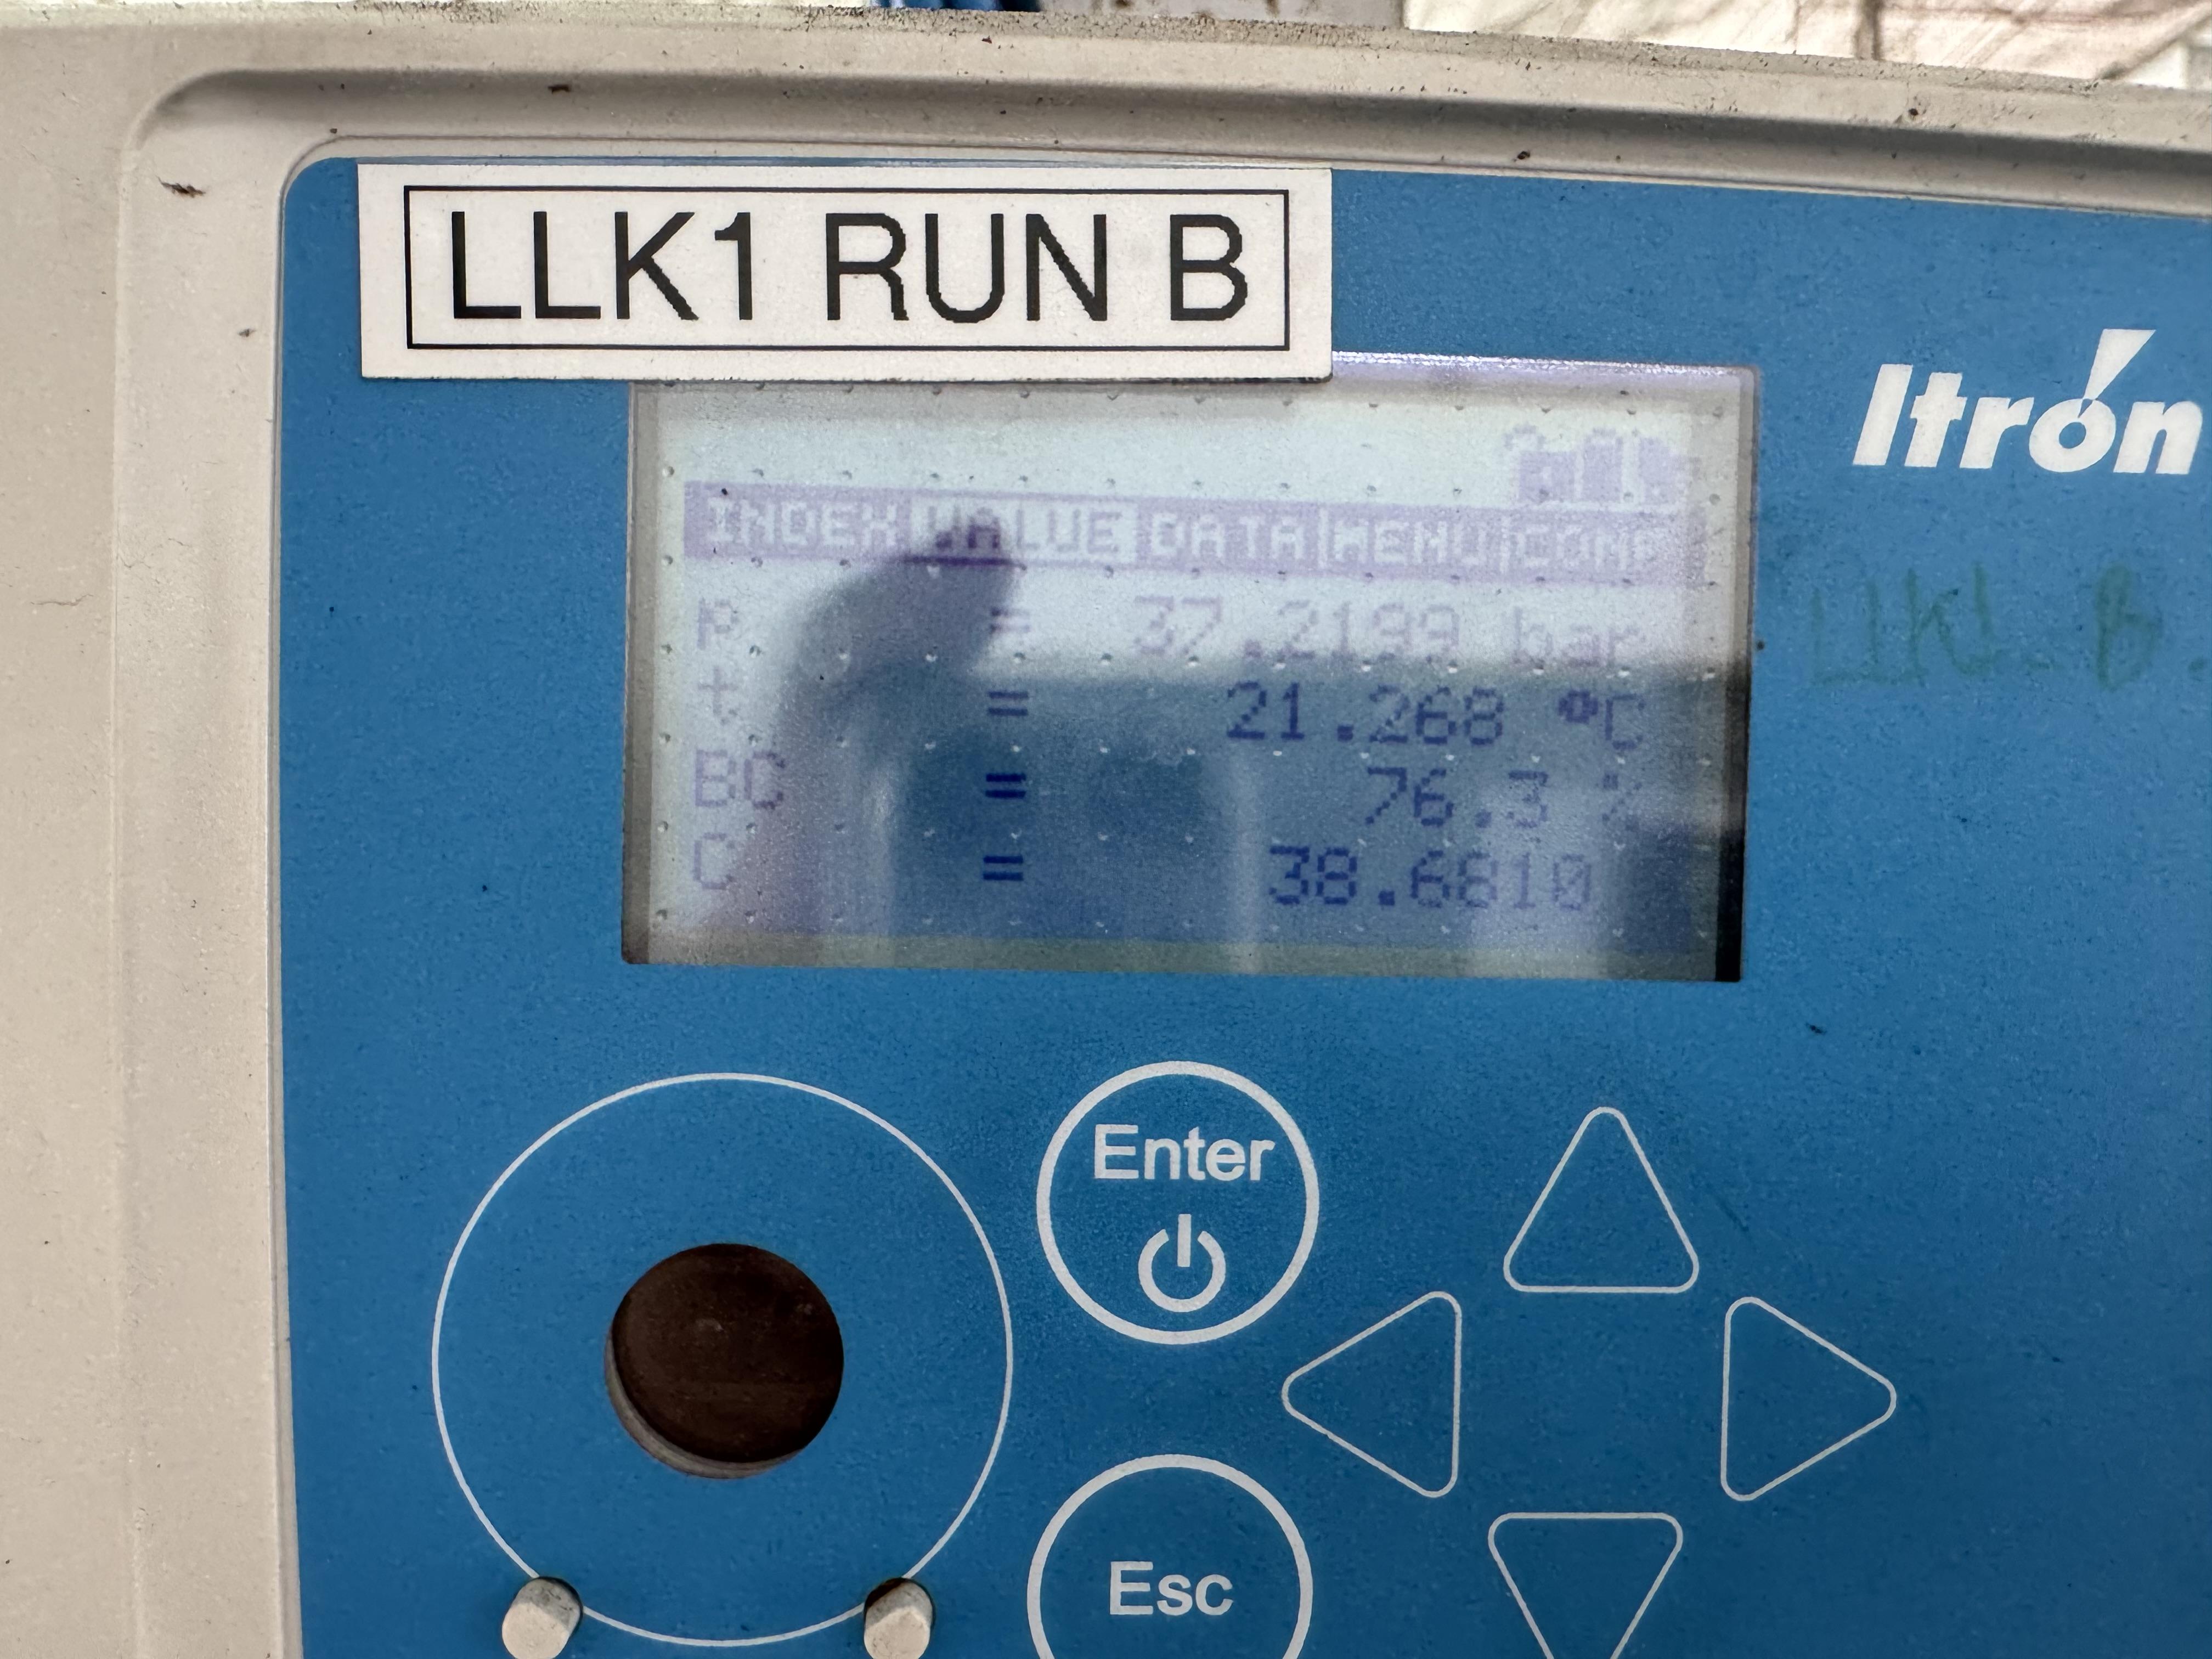 LLK1 RUN B
Itrón
INDEX VALUE DATA MENU COMP
p = 37.2199 bar
t = 21.268 °C
BC = 76.3 %
C = 38.6810
LLK1 B.
Enter
Esc